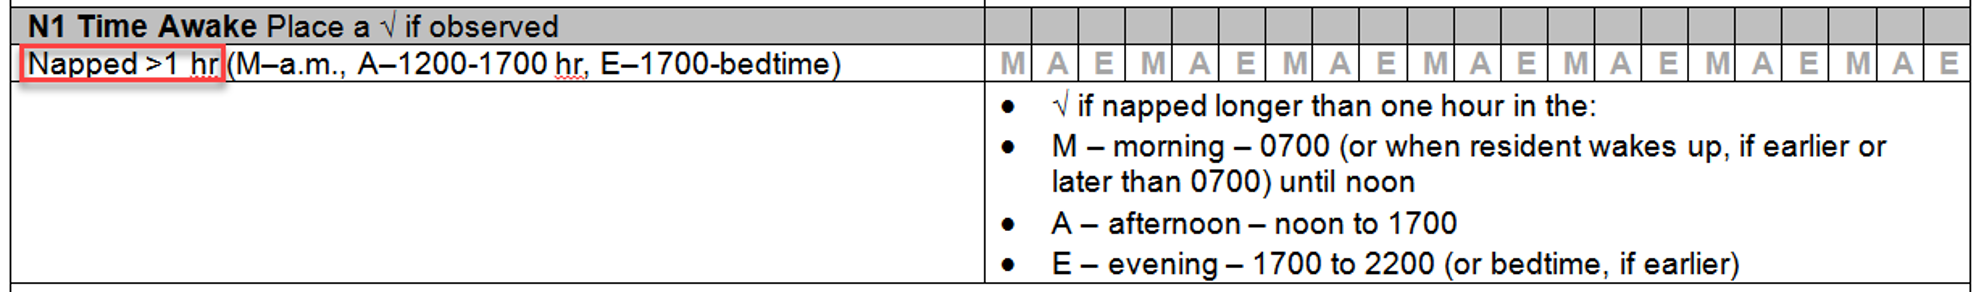 N1 Time Awake Place a √ if observed
Napped >1 hr (M–a.m., A–1200-1700 hr, E–1700-bedtime) M A E M A E M A E M A E M A E M A E M A E
● √ if napped longer than one hour in the:
● M – morning – 0700 (or when resident wakes up, if earlier or
later than 0700) until noon
● A – afternoon – noon to 1700
● E – evening – 1700 to 2200 (or bedtime, if earlier)